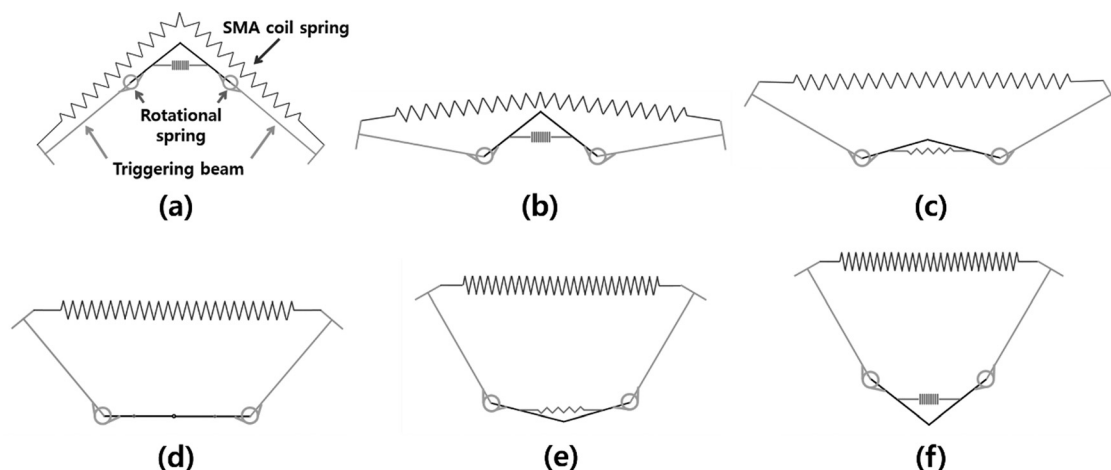 SMA coil spring
Rotational
spring
Triggering beam
(a)
(b)
(c)
(d)
(e)
(f)